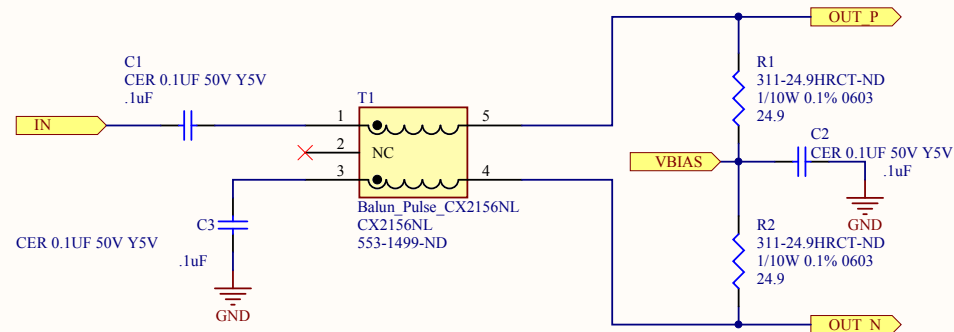 OUT_P
C1
CER 0.1UF 50V Y5V
.1uF
R1
311-24.9HRCT-ND
1/10W 0.1% 0603
24.9
T1
IN
1
5
2
NC
C2
CER 0.1UF 50V Y5V
.1uF
VBIAS
3
4
GND
Balun_Pulse_CX2156NL
CX2156NL
553-1499-ND
C3
CER 0.1UF 50V Y5V
.1uF
R2
311-24.9HRCT-ND
1/10W 0.1% 0603
24.9
GND
OUT_N